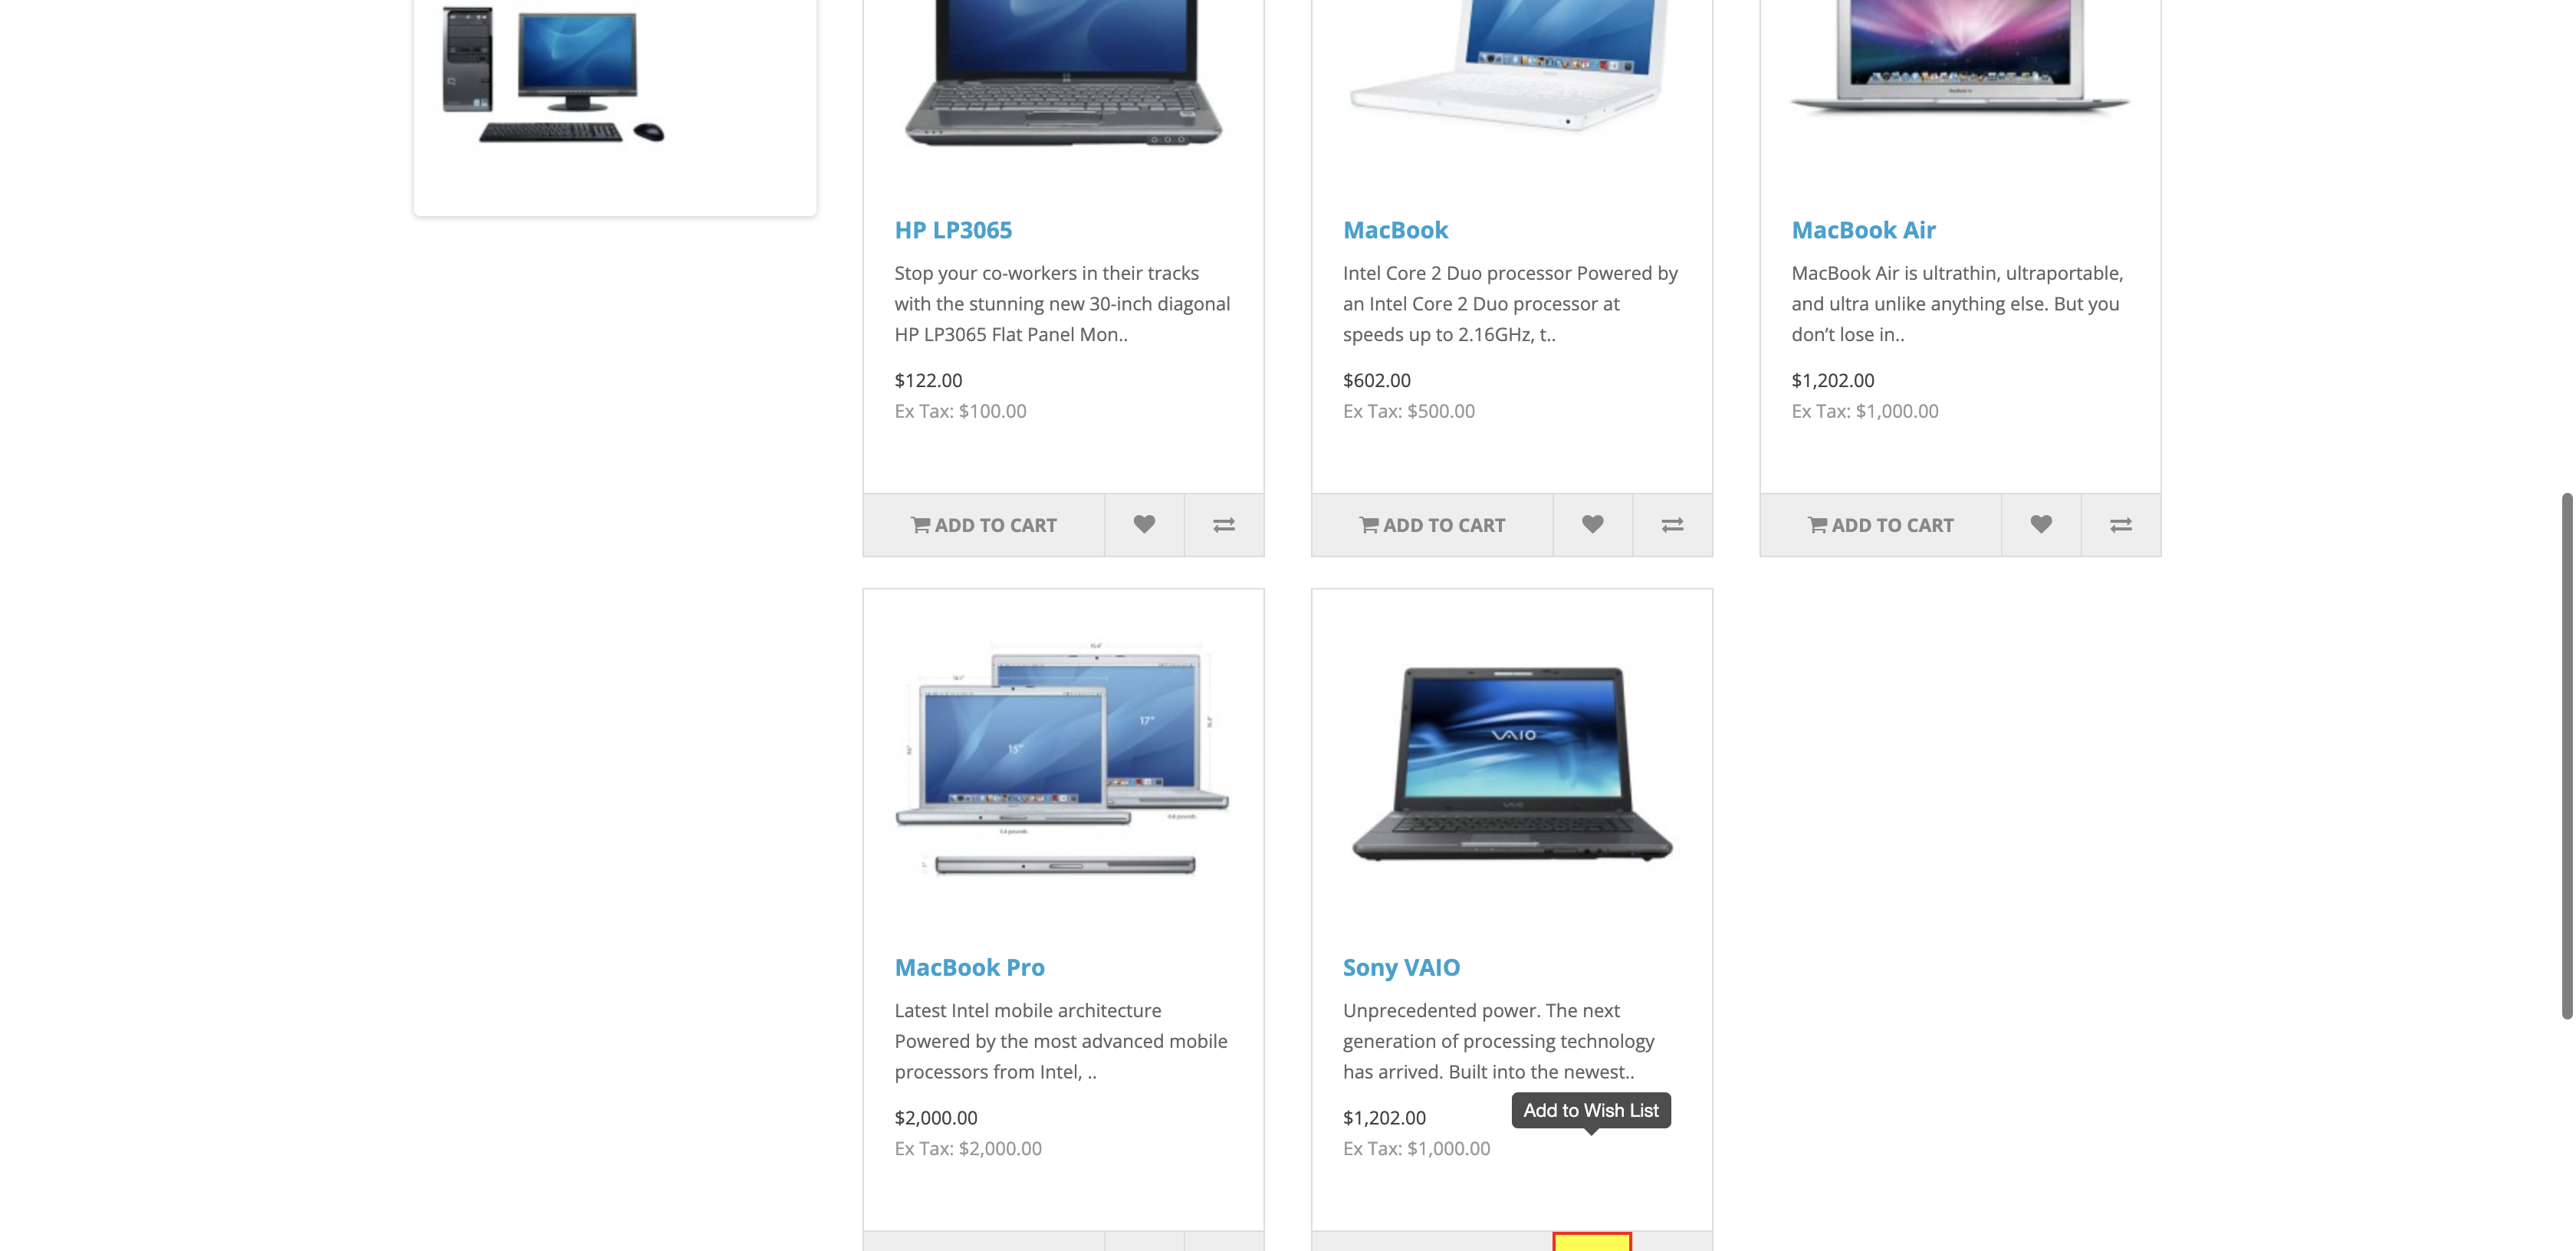 HP LP3065
Stop your co-workers in their tracks
with the stunning new 30-inch diagonal
HP LP3065 Flat Panel Mon..
$122.00
Ex Tax: $100.00
ADD TO CART
MacBook
Intel Core 2 Duo processor Powered by
an Intel Core 2 Duo processor at
speeds up to 2.16GHz, t..
$602.00
Ex Tax: $500.00
ADD TO CART
MacBook Air
MacBook Air is ultrathin, ultraportable,
and ultra unlike anything else. But you
don’t lose in..
$1,202.00
Ex Tax: $1,000.00
ADD TO CART
17"
15"
MacBook Pro
Latest Intel mobile architecture
Powered by the most advanced mobile
processors from Intel, ..
$2,000.00
Ex Tax: $2,000.00
VAIO
VAIO
Sony VAIO
Unprecedented power. The next
generation of processing technology
has arrived. Built into the newest..
Add to Wish List
$1,202.00
Ex Tax: $1,000.00